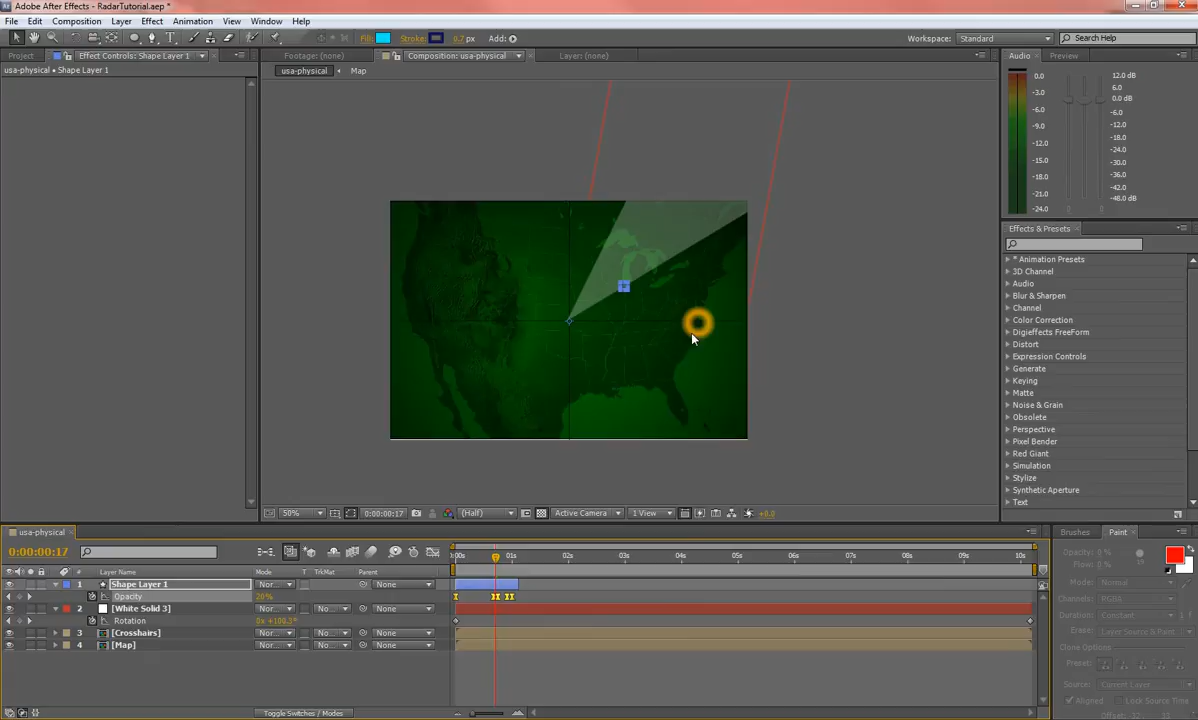 Adobe After Effects - RadarTutorial.aep *
File Edit Composition Layer Effect Animation View Window Help
Fill: Stroke: 0.7 px Add: Workspace: Standard Search Help
Project Effect Controls: Shape Layer 1 Footage: (none) Composition: usa-physical Layer: (none) Audio Preview
usa-physical • Shape Layer 1 usa-physical Map
0.0 12.0 dB
-3.0 6.0
-6.0 0.0 dB
-9.0 -6.0
-12.0 -12.0
-15.0 -18.0
-18.0 -24.0
-21.0 -30.0
-24.0 -36.0
-42.0
-48.0 dB
Effects & Presets
* Animation Presets
3D Channel
Audio
Blur & Sharpen
Channel
Color Correction
Digieffects FreeForm
Distort
Expression Controls
Generate
Keying
Matte
Noise & Grain
Obsolete
Perspective
Pixel Bender
Red Giant
Simulation
Stylize
Synthetic Aperture
Text
50% 0:00:00:17 (Half) Active Camera 1 View +0.0
usa-physical
0:00:00:17
:00s 01s 02s 03s 04s 05s 06s 07s 08s 09s 10s
# Layer Name Mode T TrkMat Parent
1 Shape Layer 1 Nor... None
Opacity 20%
2 [White Solid 3] Nor... No... None
Rotation
3 [Crosshairs] Nor... No... None
4 [Map] Nor... No... None
Toggle Switches / Modes
Brushes Paint
Opacity: 0 %
Flow: 0 %
Mode: Normal
Channels: RGBA
Duration: Constant
Erase: Layer Source & Paint
Clone Options
Preset:
Source: Current Layer
Aligned Lock Source Time